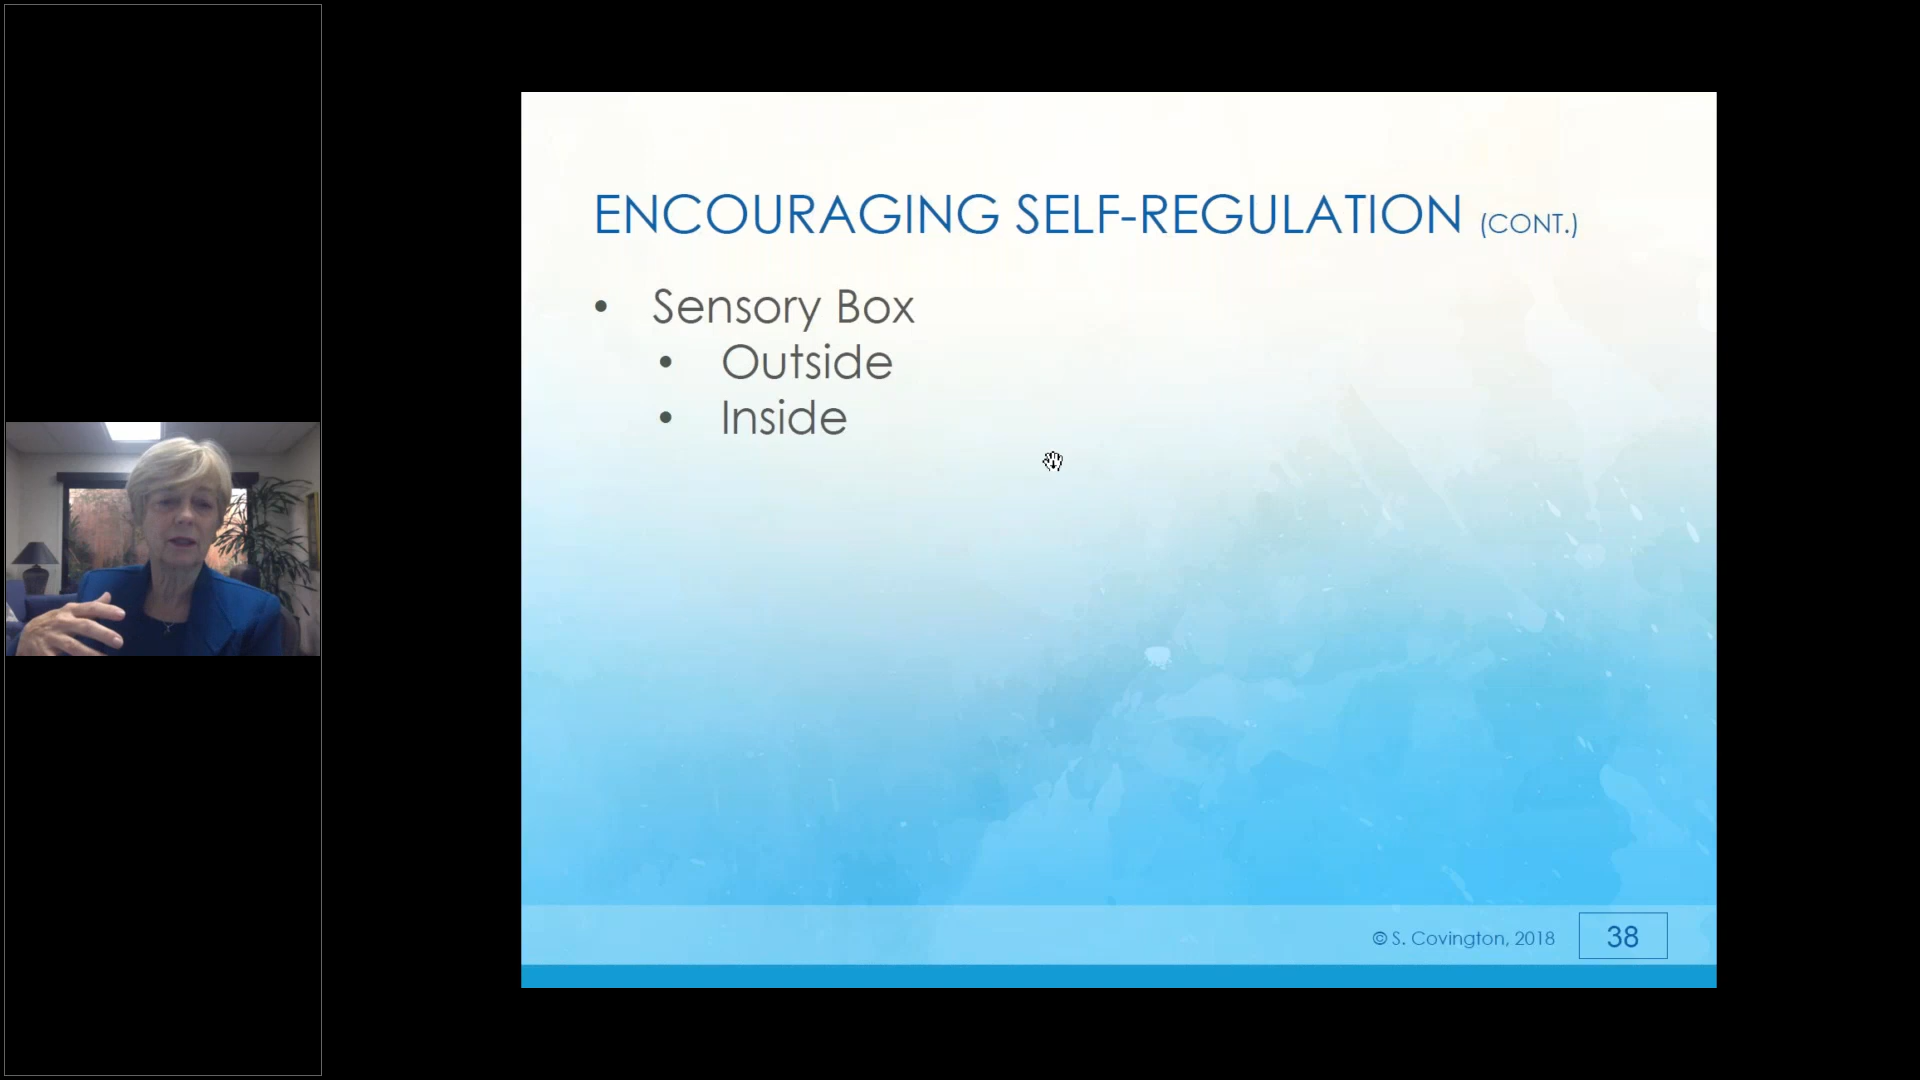 ENCOURAGING SELF-REGULATION (CONT.)
• Sensory Box
• Outside
• Inside
© S. Covington, 2018
38